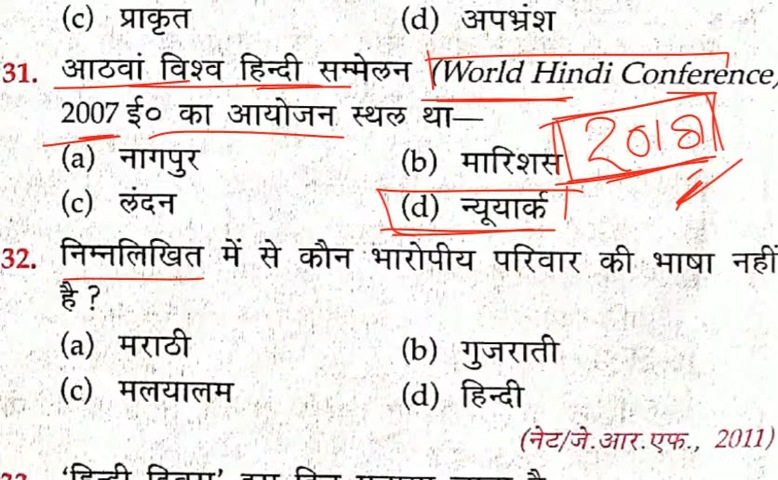 (c) प्राकृत (d) अपभ्रंश
31. आठवां विश्व हिन्दी सम्मेलन (World Hindi Conference,
2007 ई० का आयोजन स्थल था—
2018
(a) नागपुर (b) मारिशस
(c) लंदन (d) न्यूयार्क
32. निम्नलिखित में से कौन भारोपीय परिवार की भाषा नहीं
है ?
(a) मराठी (b) गुजराती
(c) मलयालम (d) हिन्दी
(नेट/जे.आर.एफ., 2011)